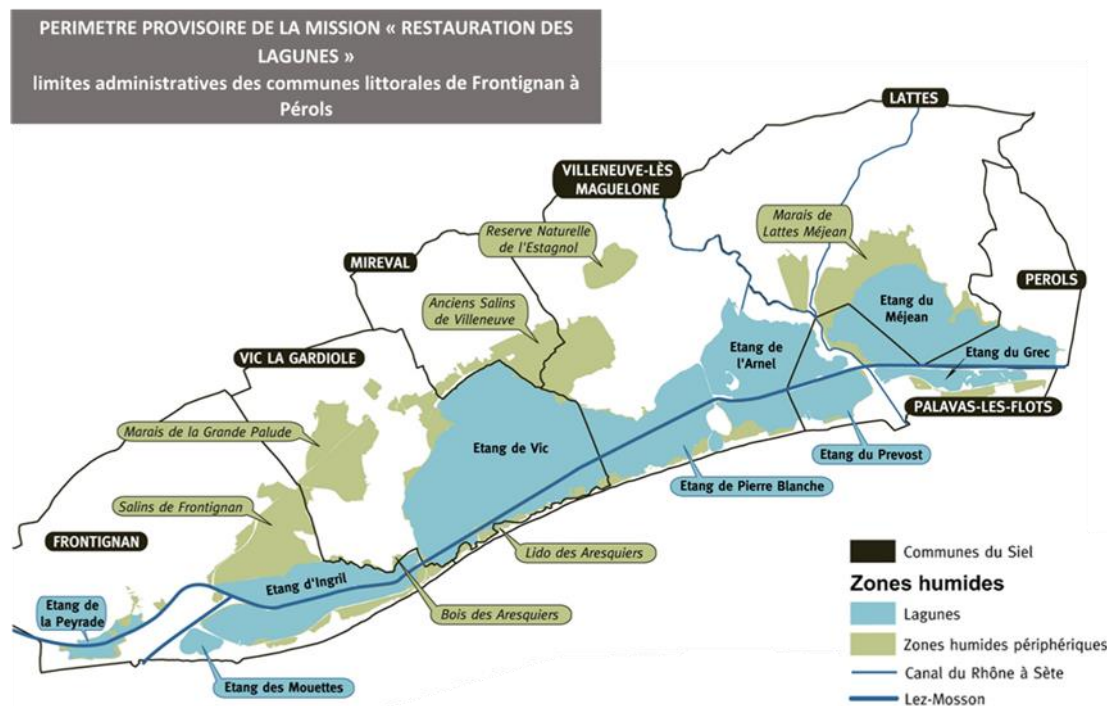 PERIMETRE PROVISOIRE DE LA MISSION « RESTAURATION DES
LAGUNES »
limites administratives des communes littorales de Frontignan à
Pérols
LATTES
VILLENEUVE-LÈS
MAGUELONE
Marais de
Lattes Méjean
Reserve Naturelle
de l'Estagnol
MIREVAL
PEROLS
Etang du
Méjean
Anciens Salins
de Villeneuve
Etang de
l'Arnel
Etang du Grec
VIC LA GARDIOLE
PALAVAS-LES-FLOTS
Marais de la Grande Palude
Etang de Vic
Etang du Prevost
Etang de Pierre Blanche
Salins de Frontignan
FRONTIGNAN
Lido des Aresquiers
Etang d'Ingril
Bois des Aresquiers
Etang de
la Peyrade
Etang des Mouettes
Communes du Siel
Zones humides
Lagunes
Zones humides périphériques
Canal du Rhône à Sète
Lez-Mosson